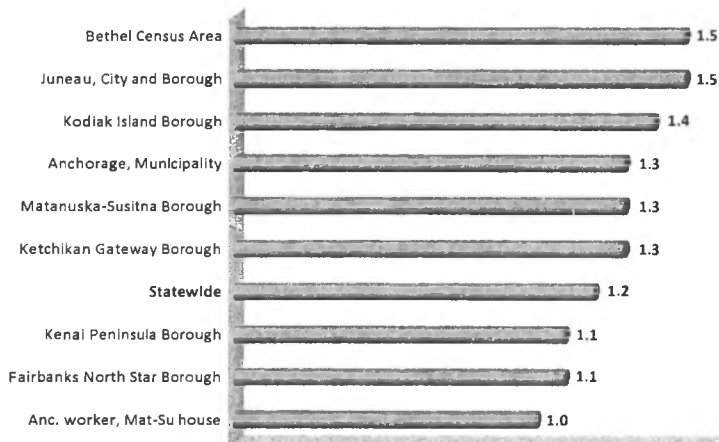 Bethel Census Area 1.5
Juneau, City and Borough 1.5
Kodiak Island Borough 1.4
Anchorage, Municipality 1.3
Matanuska-Susitna Borough 1.3
Ketchikan Gateway Borough 1.3
Statewide 1.2
Kenai Peninsula Borough 1.1
Fairbanks North Star Borough 1.1
Anc. worker, Mat-Su house 1.0